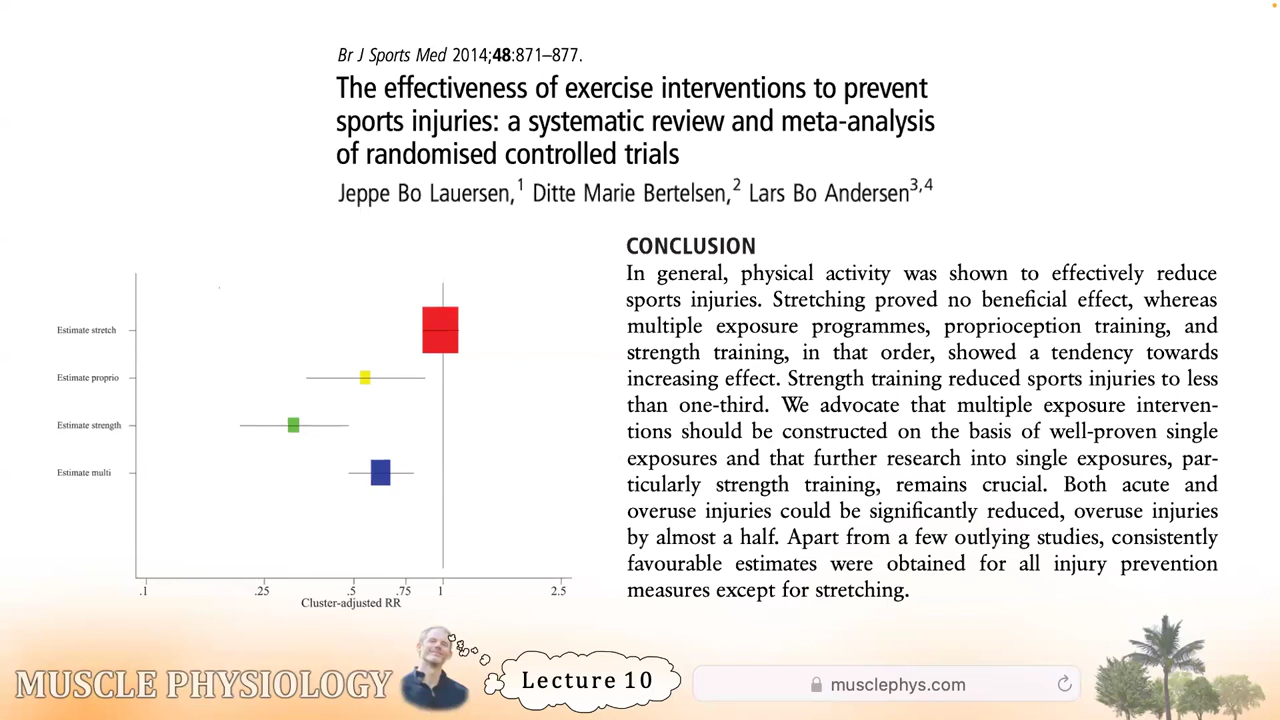 Br J Sports Med 2014;48:871–877.
The effectiveness of exercise interventions to prevent
sports injuries: a systematic review and meta-analysis
of randomised controlled trials
Jeppe Bo Lauersen,1 Ditte Marie Bertelsen,2 Lars Bo Andersen3,4
Estimate stretch
Estimate proprio
Estimate strength
Estimate multi
.1
.25
.5
.75
1
2.5
Cluster-adjusted RR
CONCLUSION
In general, physical activity was shown to effectively reduce
sports injuries. Stretching proved no beneficial effect, whereas
multiple exposure programmes, proprioception training, and
strength training, in that order, showed a tendency towards
increasing effect. Strength training reduced sports injuries to less
than one-third. We advocate that multiple exposure interven-
tions should be constructed on the basis of well-proven single
exposures and that further research into single exposures, par-
ticularly strength training, remains crucial. Both acute and
overuse injuries could be significantly reduced, overuse injuries
by almost a half. Apart from a few outlying studies, consistently
favourable estimates were obtained for all injury prevention
measures except for stretching.
MUSCLE PHYSIOLOGY
Lecture 10
musclephys.com